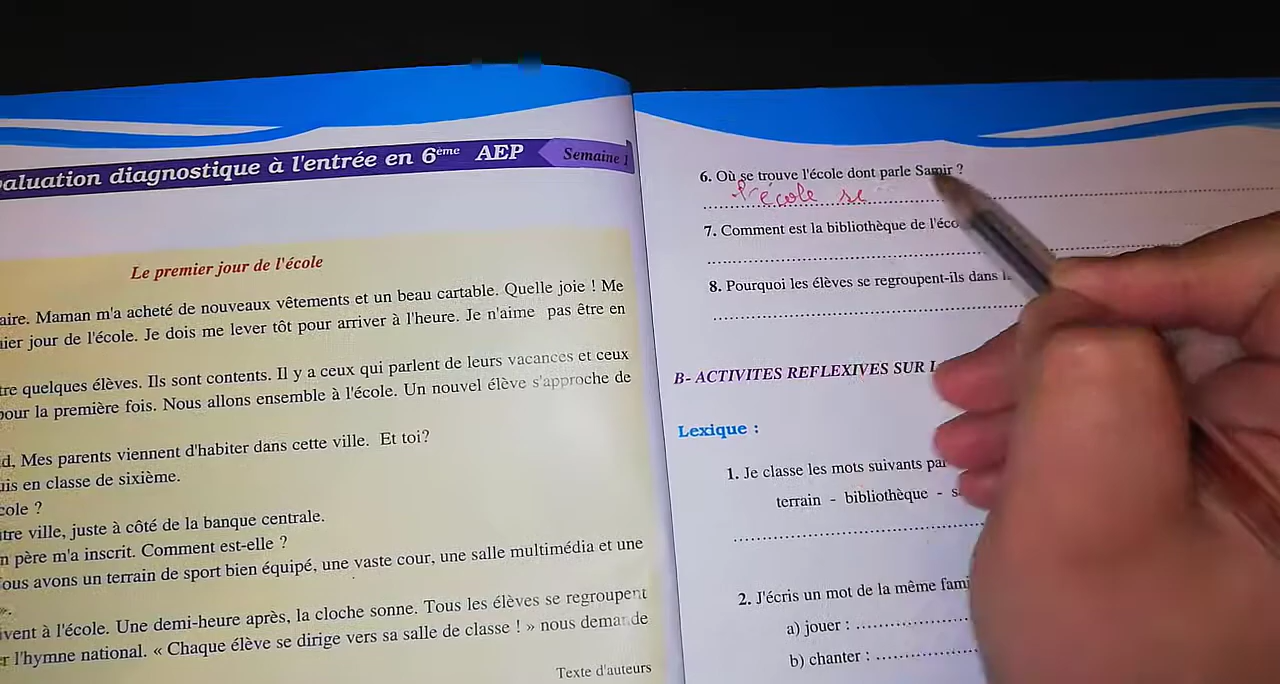 valuation diagnostique à l'entrée en 6ème AEP
Semaine 1
Le premier jour de l'école
aire. Maman m'a acheté de nouveaux vêtements et un beau cartable. Quelle joie ! Me
nier jour de l'école. Je dois me lever tôt pour arriver à l'heure. Je n'aime pas être en
tre quelques élèves. Ils sont contents. Il y a ceux qui parlent de leurs vacances et ceux
pour la première fois. Nous allons ensemble à l'école. Un nouvel élève s'approche de
d. Mes parents viennent d'habiter dans cette ville. Et toi?
uis en classe de sixième.
cole ?
tre ville, juste à côté de la banque centrale.
n père m'a inscrit. Comment est-elle ?
ous avons un terrain de sport bien équipé, une vaste cour, une salle multimédia et une
».
ivent à l'école. Une demi-heure après, la cloche sonne. Tous les élèves se regroupent
r l'hymne national. « Chaque élève se dirige vers sa salle de classe ! » nous demande
Texte d'auteurs
6. Où se trouve l'école dont parle Samir ?
l'école se
7. Comment est la bibliothèque de l'éco
8. Pourquoi les élèves se regroupent-ils dans l
B- ACTIVITES REFLEXIVES SUR L
Lexique :
1. Je classe les mots suivants par
terrain - bibliothèque - s
2. J'écris un mot de la même fami
a) jouer :
b) chanter :